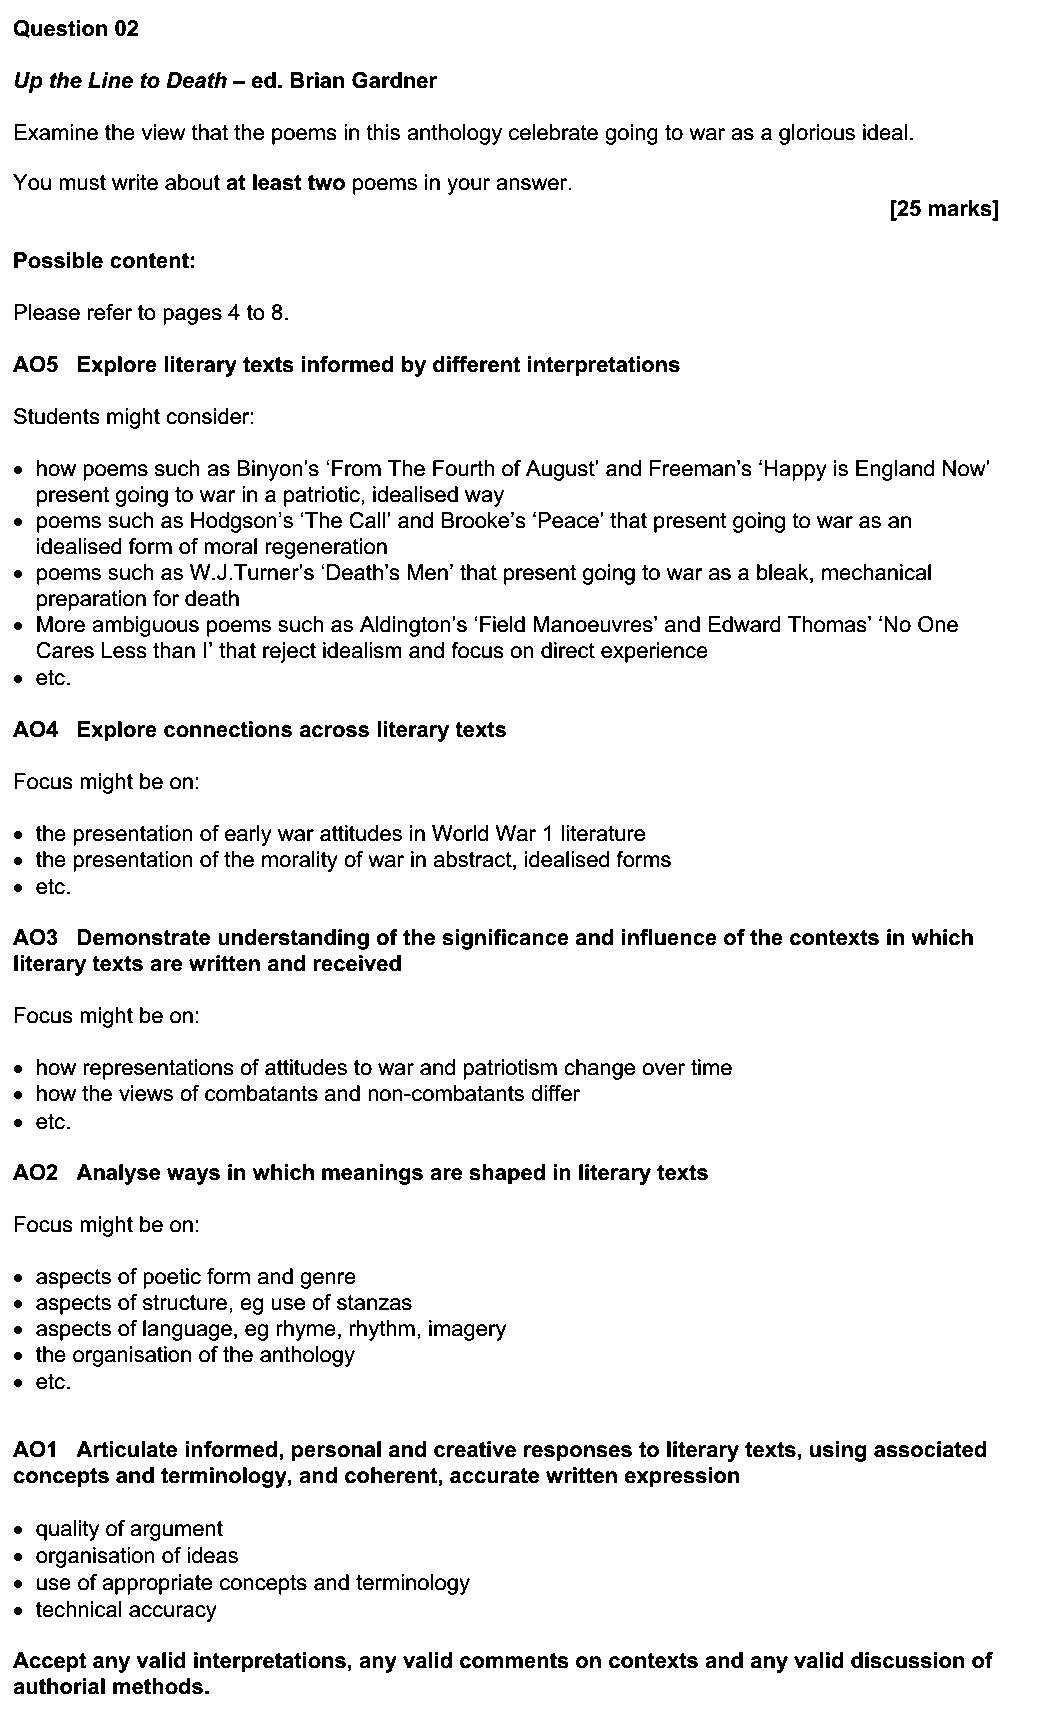 Question 02
Up the Line to Death – ed. Brian Gardner
Examine the view that the poems in this anthology celebrate going to war as a glorious ideal.
You must write about at least two poems in your answer.
[25 marks]
Possible content:
Please refer to pages 4 to 8.
AO5 Explore literary texts informed by different interpretations
Students might consider:
• how poems such as Binyon's 'From The Fourth of August' and Freeman's 'Happy is England Now'
present going to war in a patriotic, idealised way
• poems such as Hodgson's 'The Call' and Brooke's 'Peace' that present going to war as an
idealised form of moral regeneration
• poems such as W.J.Turner's 'Death's Men' that present going to war as a bleak, mechanical
preparation for death
• More ambiguous poems such as Aldington's 'Field Manoeuvres' and Edward Thomas' 'No One
Cares Less than I' that reject idealism and focus on direct experience
• etc.
AO4 Explore connections across literary texts
Focus might be on:
• the presentation of early war attitudes in World War 1 literature
• the presentation of the morality of war in abstract, idealised forms
• etc.
AO3 Demonstrate understanding of the significance and influence of the contexts in which
literary texts are written and received
Focus might be on:
• how representations of attitudes to war and patriotism change over time
• how the views of combatants and non-combatants differ
• etc.
AO2 Analyse ways in which meanings are shaped in literary texts
Focus might be on:
• aspects of poetic form and genre
• aspects of structure, eg use of stanzas
• aspects of language, eg rhyme, rhythm, imagery
• the organisation of the anthology
• etc.
AO1 Articulate informed, personal and creative responses to literary texts, using associated
concepts and terminology, and coherent, accurate written expression
• quality of argument
• organisation of ideas
• use of appropriate concepts and terminology
• technical accuracy
Accept any valid interpretations, any valid comments on contexts and any valid discussion of
authorial methods.